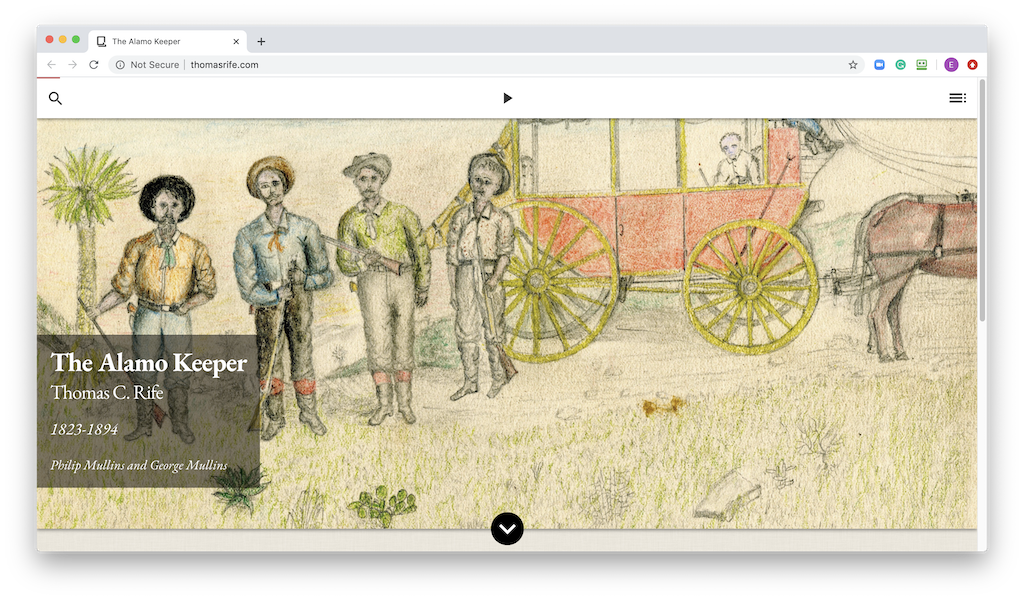 The Alamo Keeper
Not Secure | thomasrife.com
E
The Alamo Keeper
Thomas C. Rife
1823-1894
Philip Mullins and George Mullins